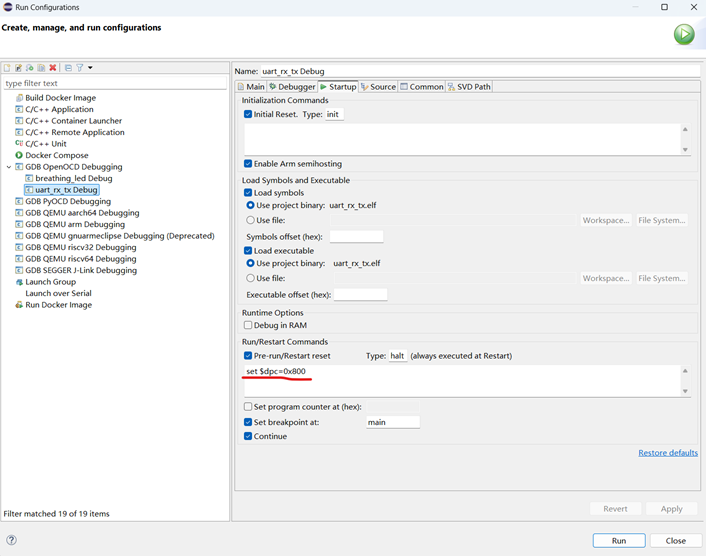 Run Configurations
Create, manage, and run configurations
type filter text
Build Docker Image
C/C++ Application
C/C++ Container Launcher
C/C++ Remote Application
C/C++ Unit
Docker Compose
GDB OpenOCD Debugging
breathing_led Debug
uart_rx_tx Debug
GDB PyOCD Debugging
GDB QEMU aarch64 Debugging
GDB QEMU arm Debugging
GDB QEMU gnuarmeclipse Debugging (Deprecated)
GDB QEMU riscv32 Debugging
GDB QEMU riscv64 Debugging
GDB SEGGER J-Link Debugging
Launch Group
Launch over Serial
Run Docker Image
Filter matched 19 of 19 items
Name: uart_rx_tx Debug
Main Debugger Startup Source Common SVD Path
Initialization Commands
Initial Reset. Type: init
Enable Arm semihosting
Load Symbols and Executable
Load symbols
Use project binary: uart_rx_tx.elf
Use file: Workspace... File System...
Symbols offset (hex):
Load executable
Use project binary: uart_rx_tx.elf
Use file: Workspace... File System...
Executable offset (hex):
Runtime Options
Debug in RAM
Run/Restart Commands
Pre-run/Restart reset Type: halt (always executed at Restart)
set $dpc=0x800
Set program counter at (hex):
Set breakpoint at: main
Continue
Restore defaults
Revert Apply
Run Close